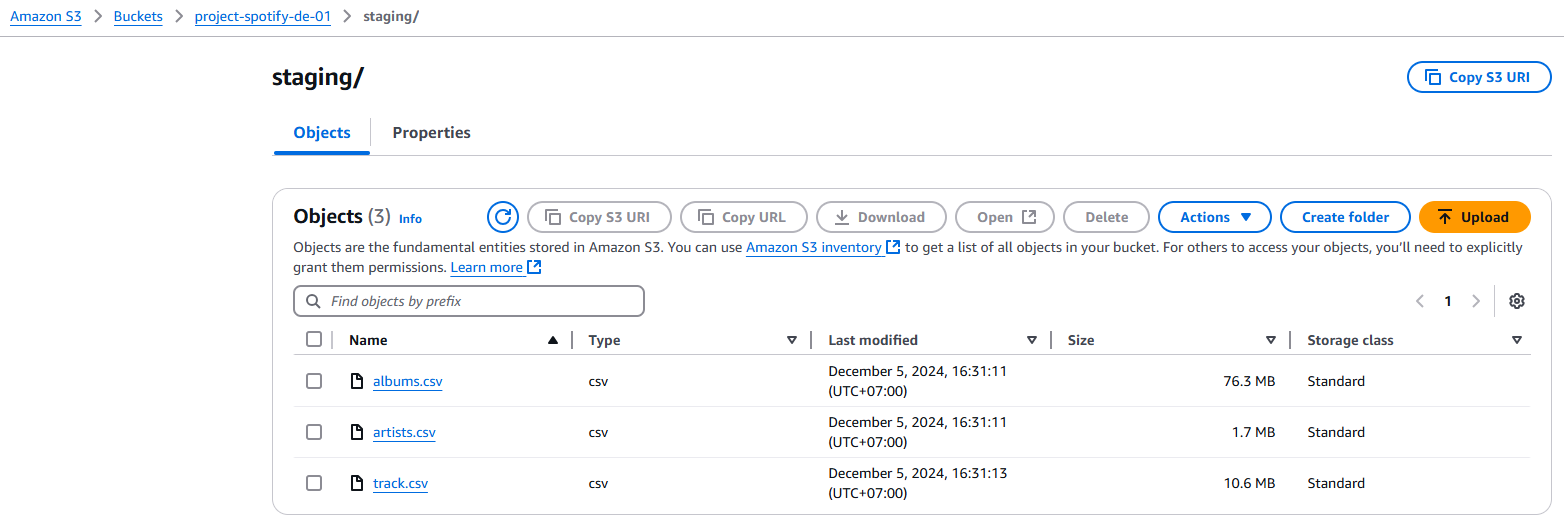 Amazon S3 > Buckets > project-spotify-de-01 > staging/
staging/
Copy S3 URI
Objects Properties
Objects (3) Info
Copy S3 URI Copy URL Download Open Delete Actions Create folder Upload
Objects are the fundamental entities stored in Amazon S3. You can use Amazon S3 inventory to get a list of all objects in your bucket. For others to access your objects, you'll need to explicitly
grant them permissions. Learn more
Find objects by prefix
1
Name Type Last modified Size Storage class
albums.csv csv December 5, 2024, 16:31:11 (UTC+07:00) 76.3 MB Standard
artists.csv csv December 5, 2024, 16:31:11 (UTC+07:00) 1.7 MB Standard
track.csv csv December 5, 2024, 16:31:13 (UTC+07:00) 10.6 MB Standard